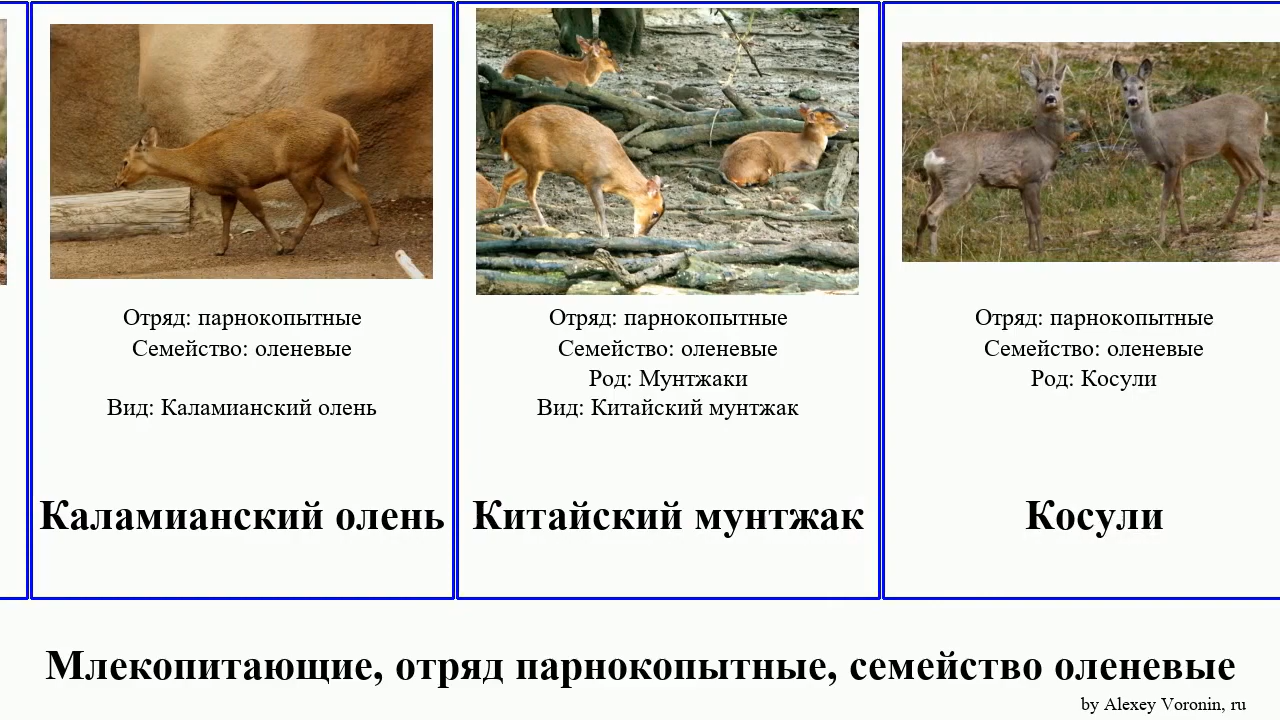 Отряд: парнокопытные
Семейство: оленевые
Вид: Каламианский олень
Каламианский олень
Отряд: парнокопытные
Семейство: оленевые
Род: Мунтжаки
Вид: Китайский мунтжак
Китайский мунтжак
Отряд: парнокопытные
Семейство: оленевые
Род: Косули
Косули
Млекопитающие, отряд парнокопытные, семейство оленевые
by Alexey Voronin, ru